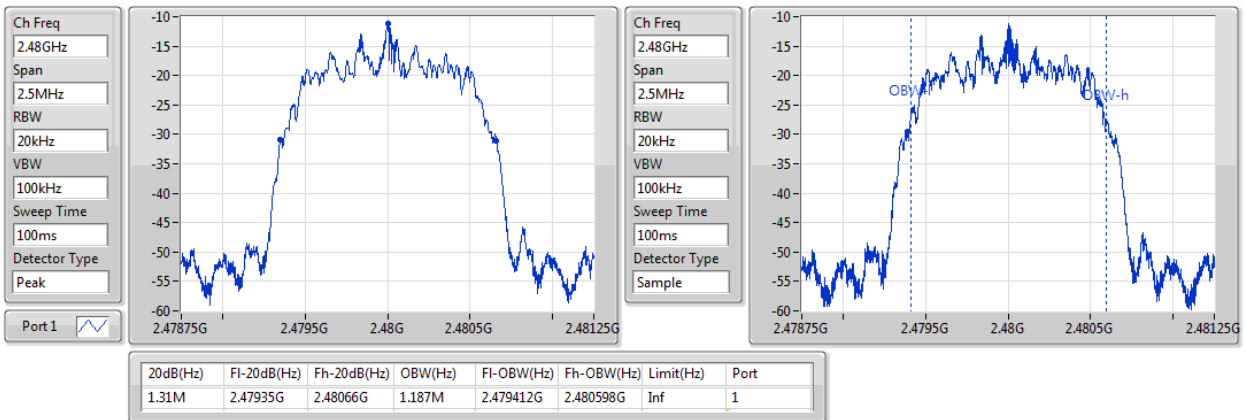 Ch Freq
2.48GHz
Span
2.5MHz
RBW
20kHz
VBW
100kHz
Sweep Time
100ms
Detector Type
Peak
Port 1
-10
-15
-20
-25
-30
-35
-40
-45
-50
-55
-60
2.47875G
2.4795G
2.48G
2.4805G
2.48125G
Ch Freq
2.48GHz
Span
2.5MHz
RBW
20kHz
VBW
100kHz
Sweep Time
100ms
Detector Type
Sample
-10
-15
-20
-25
-30
-35
-40
-45
-50
-55
-60
OBW-l
OBW-h
2.47875G
2.4795G
2.48G
2.4805G
2.48125G
20dB(Hz) Fl-20dB(Hz) Fh-20dB(Hz) OBW(Hz) Fl-OBW(Hz) Fh-OBW(Hz) Limit(Hz) Port
1.31M 2.47935G 2.48066G 1.187M 2.479412G 2.480598G Inf 1